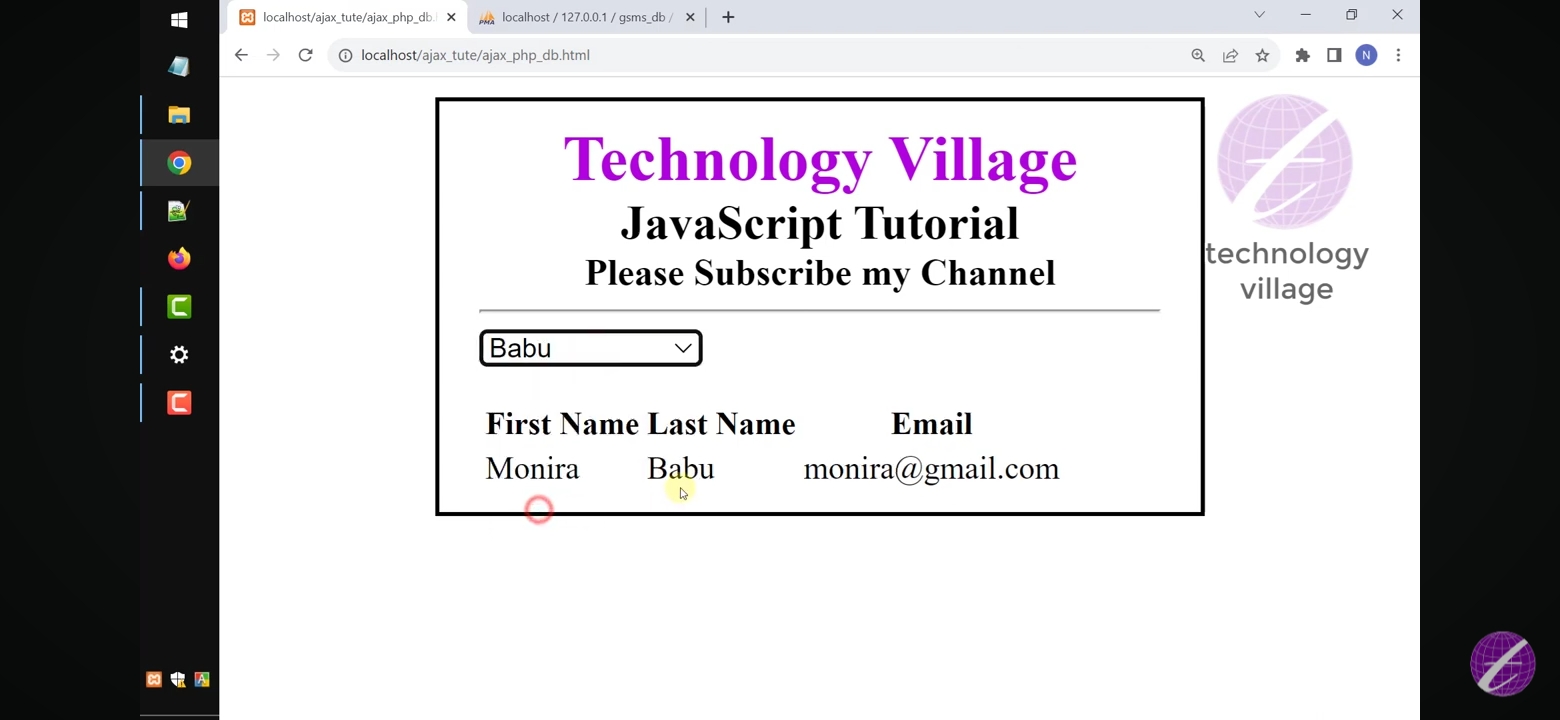 localhost/ajax_tute/ajax_php_db.
localhost / 127.0.0.1 / gsms_db /
localhost/ajax_tute/ajax_php_db.html
N
Technology Village
JavaScript Tutorial
Please Subscribe my Channel
technology
village
Babu
First Name Last Name Email
Monira Babu monira@gmail.com